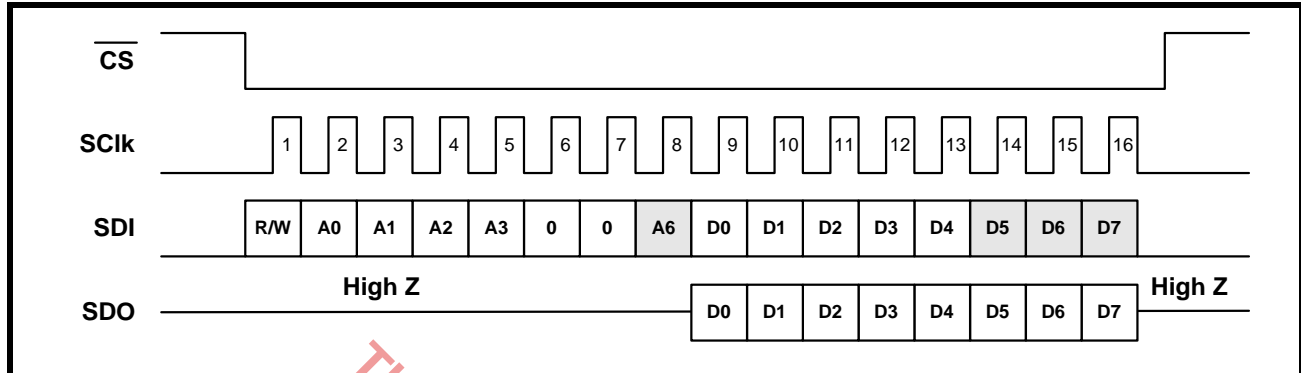 CS
SClk 1 2 3 4 5 6 7 8 9 10 11 12 13 14 15 16
SDI R/W A0 A1 A2 A3 0 0 A6 D0 D1 D2 D3 D4 D5 D6 D7
High Z High Z
SDO D0 D1 D2 D3 D4 D5 D6 D7